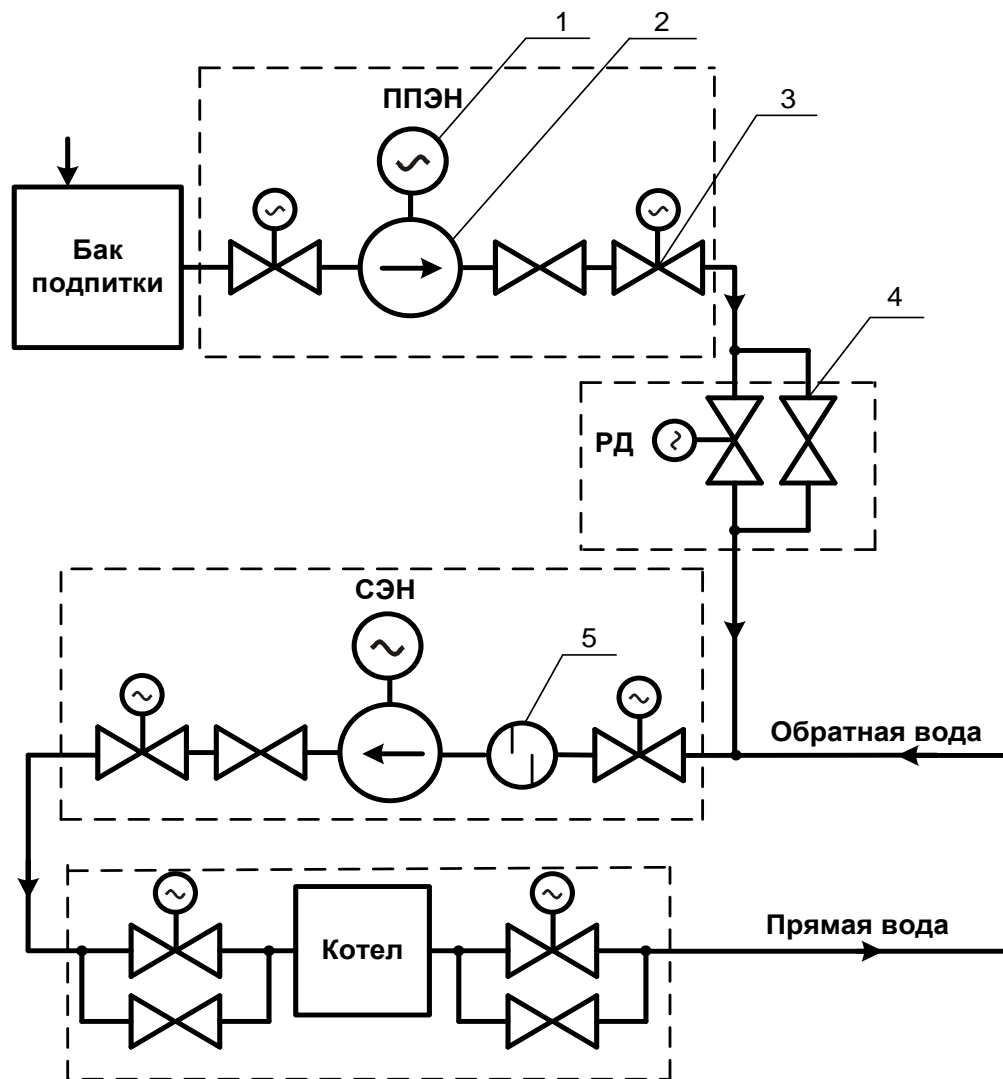 1
2
ППЭН
3
Бак
подпитки
4
РД
СЭН
5
Обратная вода
Котел
Прямая вода